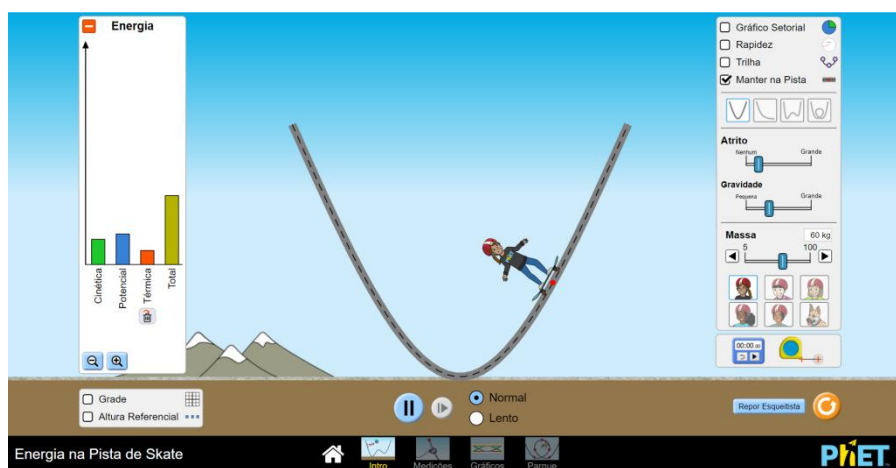 Energia
Cinética
Potencial
Térmica
Total
Grade
Altura Referencial
Normal
Lento
Gráfico Setorial
Rapidez
Trilha
Manter na Pista
Atrito
Nenhum Grande
Gravidade
Pequena Grande
Massa 60 kg
5 100
00:00.00
Repor Esqueitista
Energia na Pista de Skate
Intro Medições Gráficos Parque
PhET